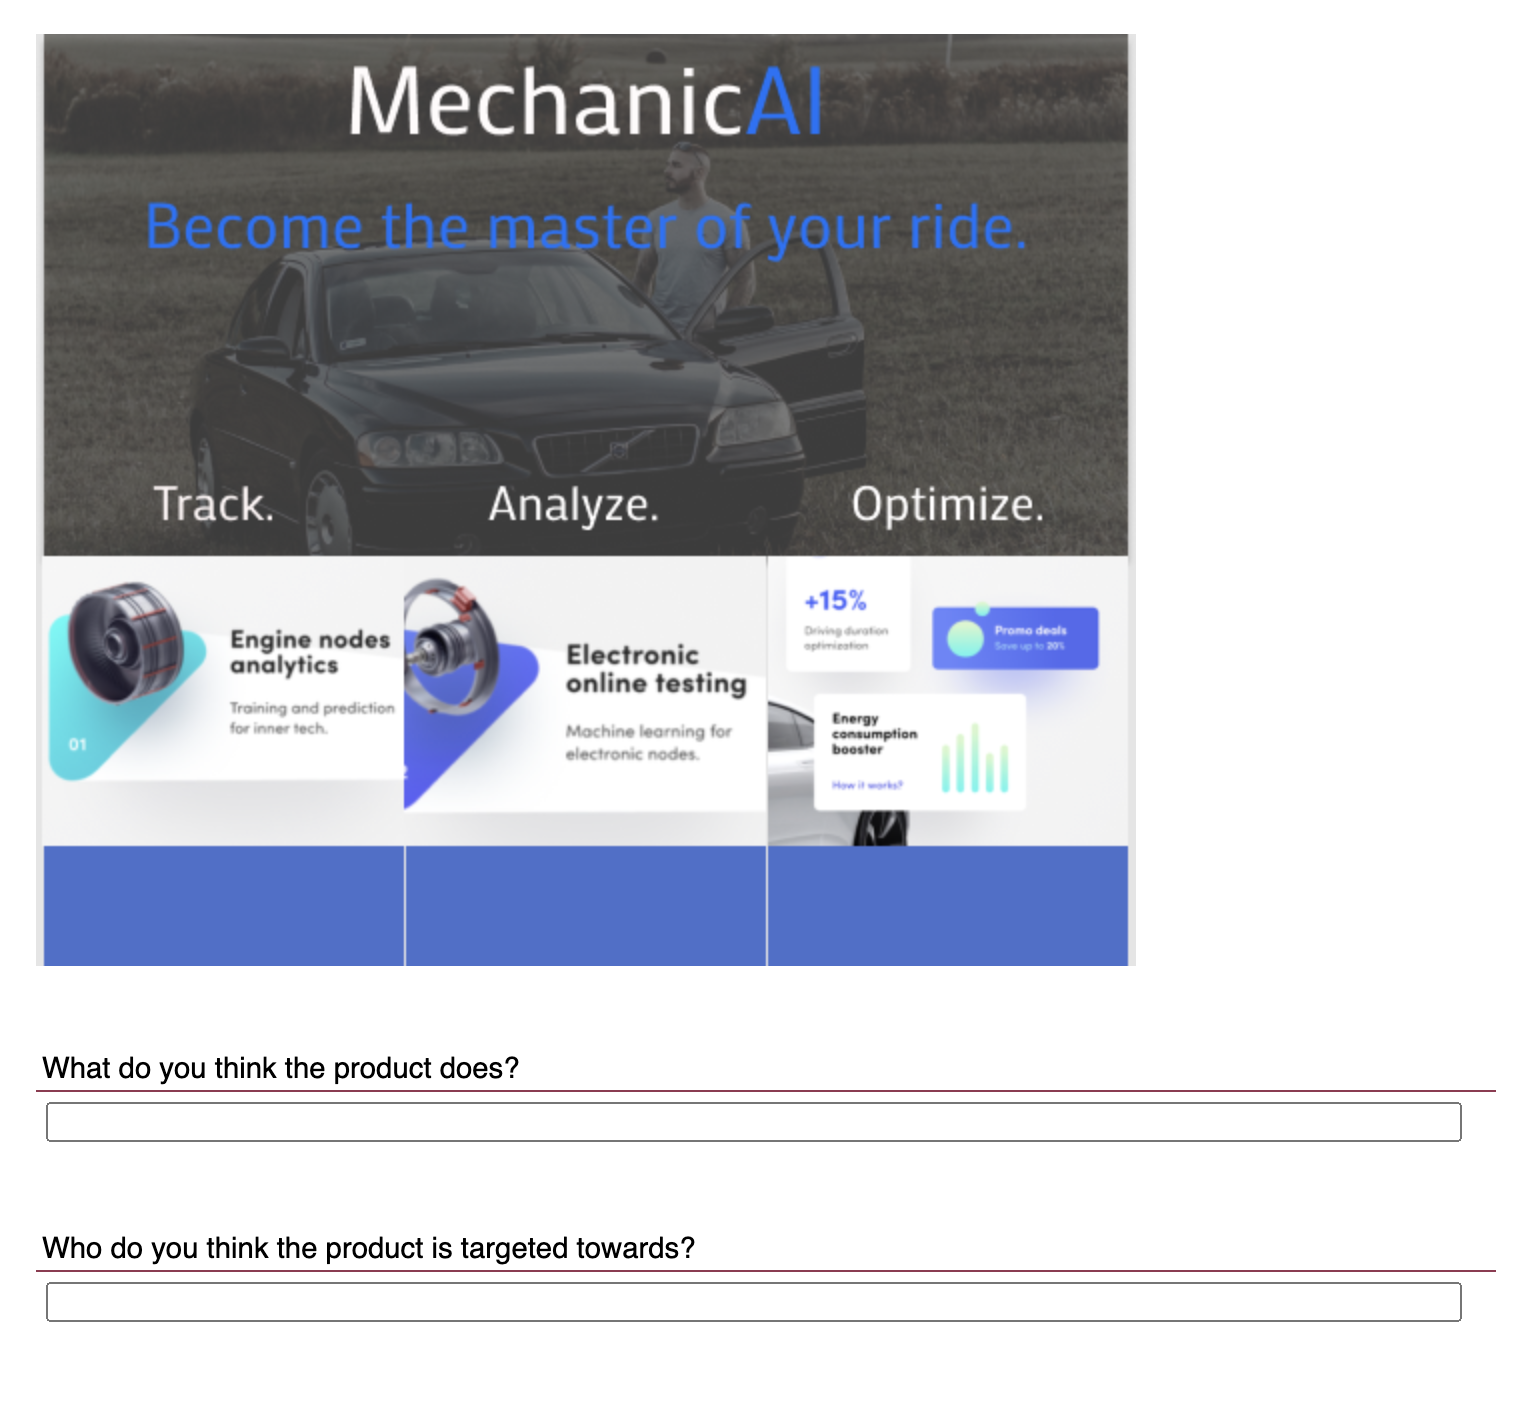 MechanicAI
Become the master of your ride.
Track.
Analyze.
Optimize.
Engine nodes
analytics
Training and prediction
for inner tech.
01
Electronic
online testing
Machine learning for
electronic nodes.
+15%
Driving duration
optimization
Promo deals
Save up to 20%
Energy
consumption
booster
How it works?
What do you think the product does?
Who do you think the product is targeted towards?